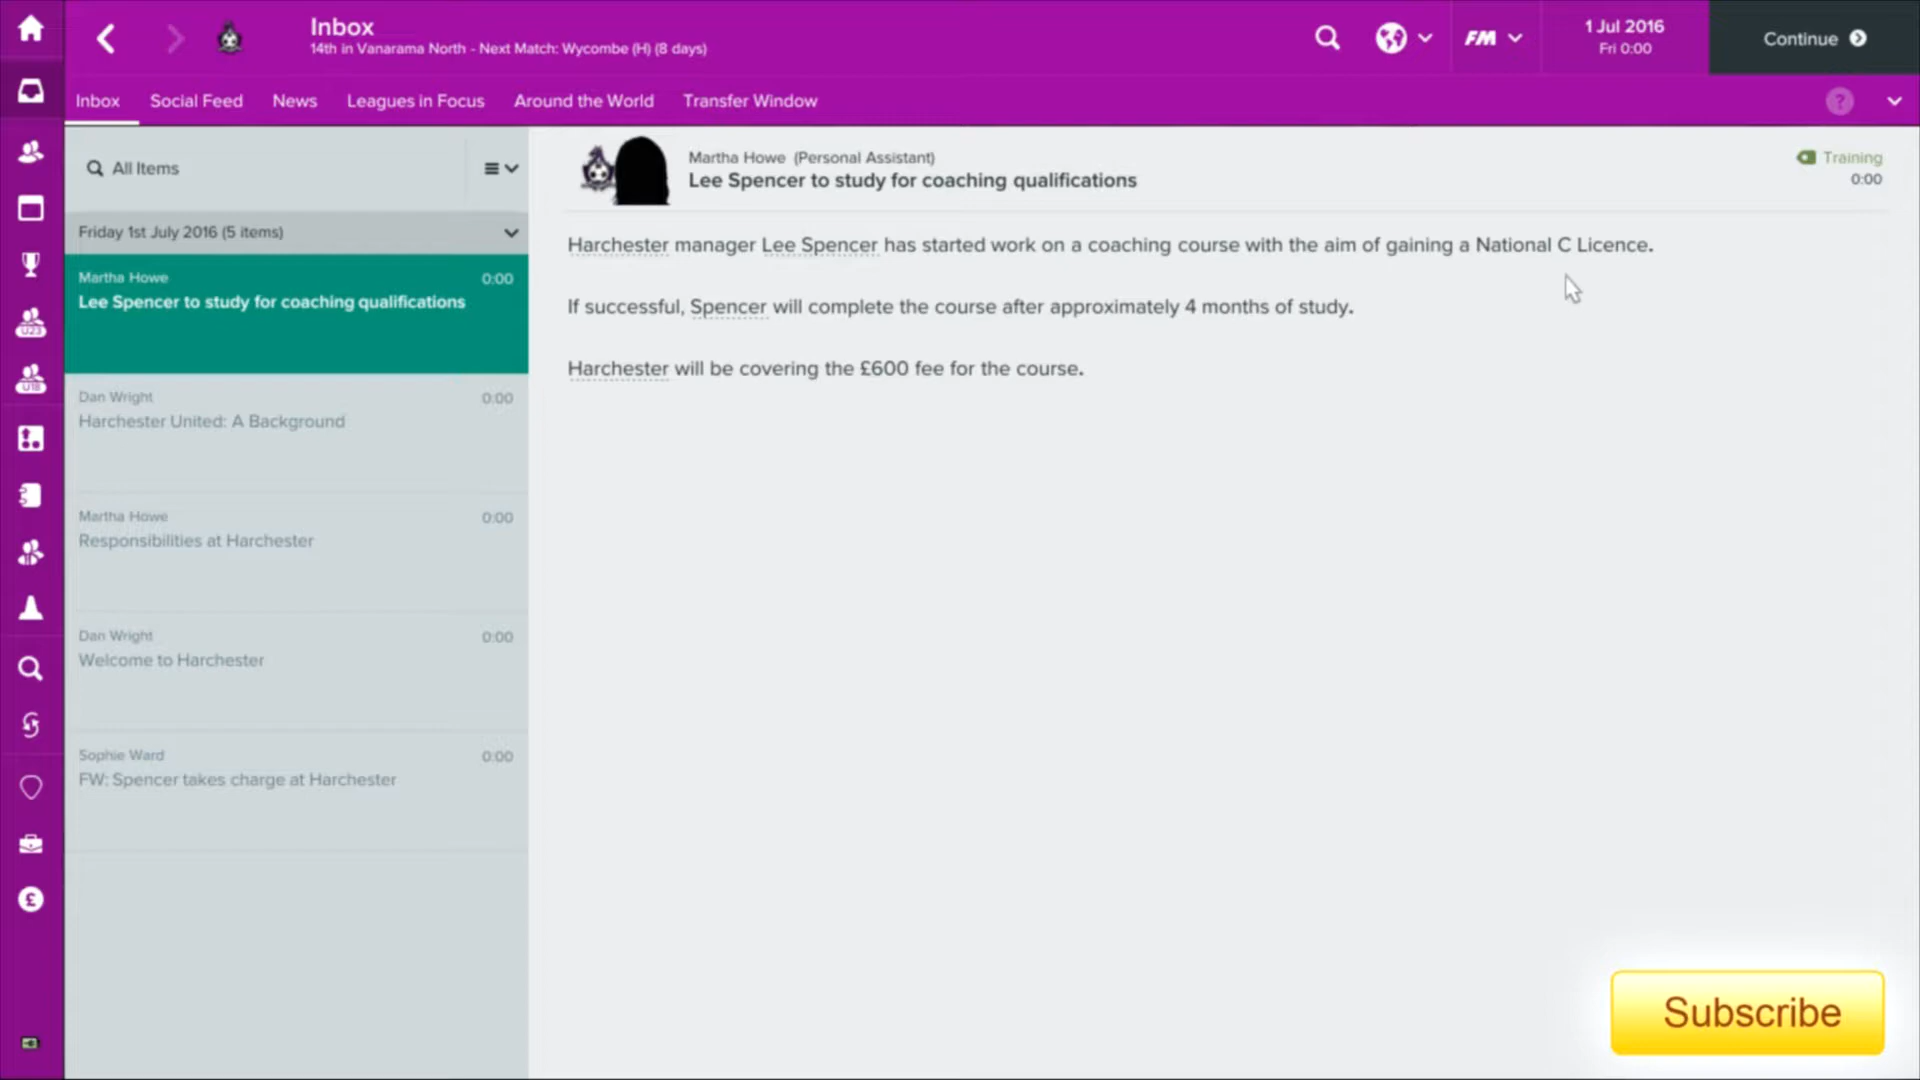 Inbox
14th in Vanarama North - Next Match: Wycombe (H) (8 days)
FM
1 Jul 2016
Fri 0:00
Continue
Inbox
Social Feed
News
Leagues in Focus
Around the World
Transfer Window
?
All Items
Friday 1st July 2016 (5 items)
Martha Howe 0:00
Lee Spencer to study for coaching qualifications
Dan Wright 0:00
Harchester United: A Background
Martha Howe 0:00
Responsibilities at Harchester
Dan Wright 0:00
Welcome to Harchester
Sophie Ward 0:00
FW: Spencer takes charge at Harchester
U23
U18
£
Martha Howe (Personal Assistant)
Lee Spencer to study for coaching qualifications
Training
0:00
Harchester manager Lee Spencer has started work on a coaching course with the aim of gaining a National C Licence.
If successful, Spencer will complete the course after approximately 4 months of study.
Harchester will be covering the £600 fee for the course.
Subscribe